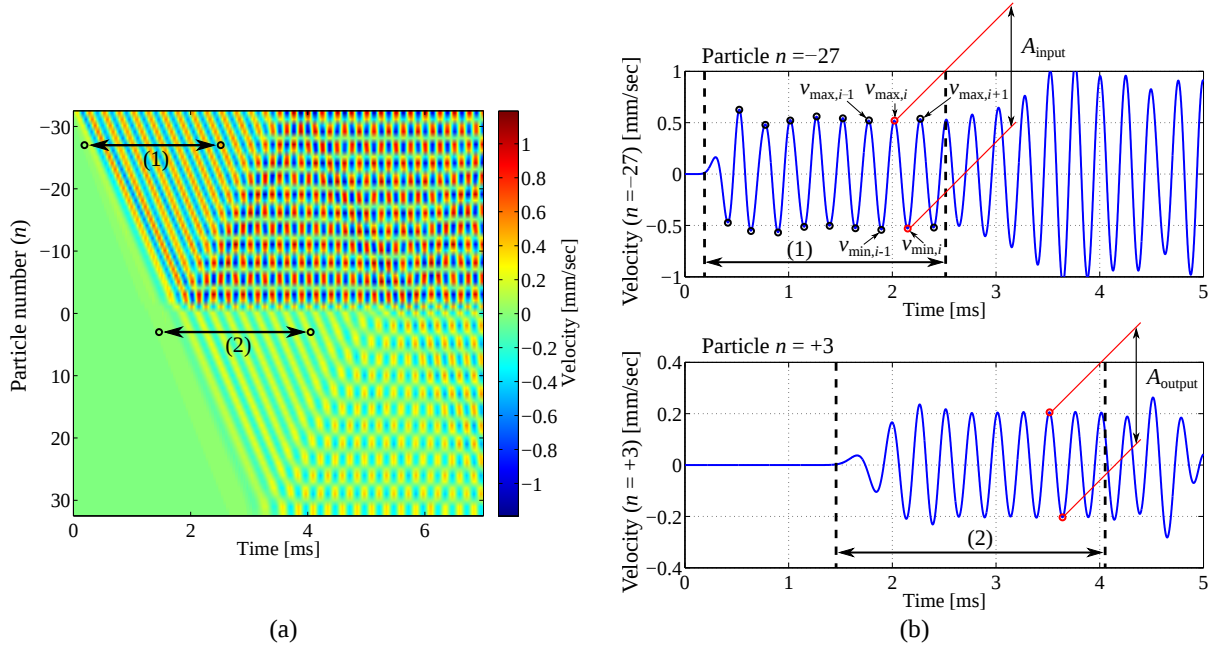 Particle number (n)
−30
−20
−10
0
10
20
30
(1)
(2)
0
2
4
6
Time [ms]
1
0.8
0.6
0.4
0.2
0
−0.2
−0.4
−0.6
−0.8
−1
Velocity [mm/sec]
(a)
Particle n =−27
A_input
v_max,i-1
v_max,i
v_max,i+1
v_min,i-1
v_min,i
(1)
Velocity (n =−27) [mm/sec]
1
0.5
0
−0.5
−1
0
1
2
3
4
5
Time [ms]
Particle n = +3
A_output
(2)
Velocity (n = +3) [mm/sec]
0.4
0.2
0
−0.2
−0.4
0
1
2
3
4
5
Time [ms]
(b)